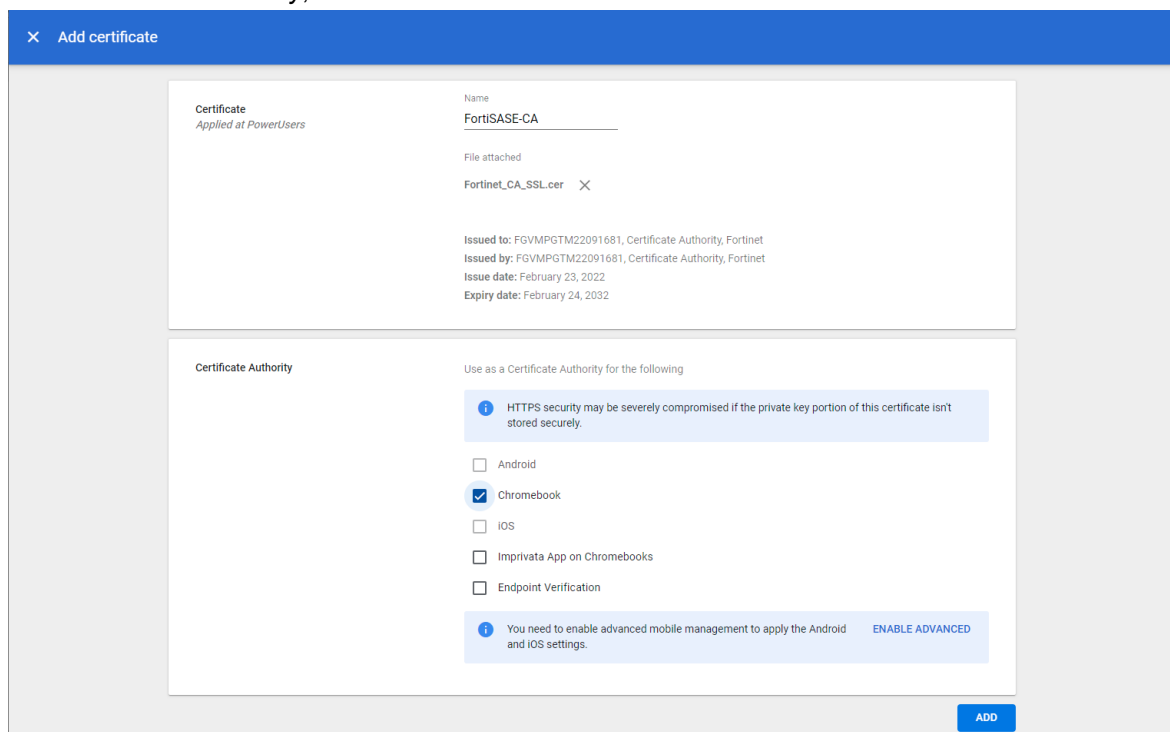 Add certificate
Certificate
Applied at PowerUsers
Name
FortiSASE-CA
File attached
Fortinet_CA_SSL.cer
Issued to: FGVMPGTM22091681, Certificate Authority, Fortinet
Issued by: FGVMPGTM22091681, Certificate Authority, Fortinet
Issue date: February 23, 2022
Expiry date: February 24, 2032
Certificate Authority
Use as a Certificate Authority for the following
HTTPS security may be severely compromised if the private key portion of this certificate isn't
stored securely.
Android
Chromebook
iOS
Imprivata App on Chromebooks
Endpoint Verification
You need to enable advanced mobile management to apply the Android
and iOS settings.
ENABLE ADVANCED
ADD